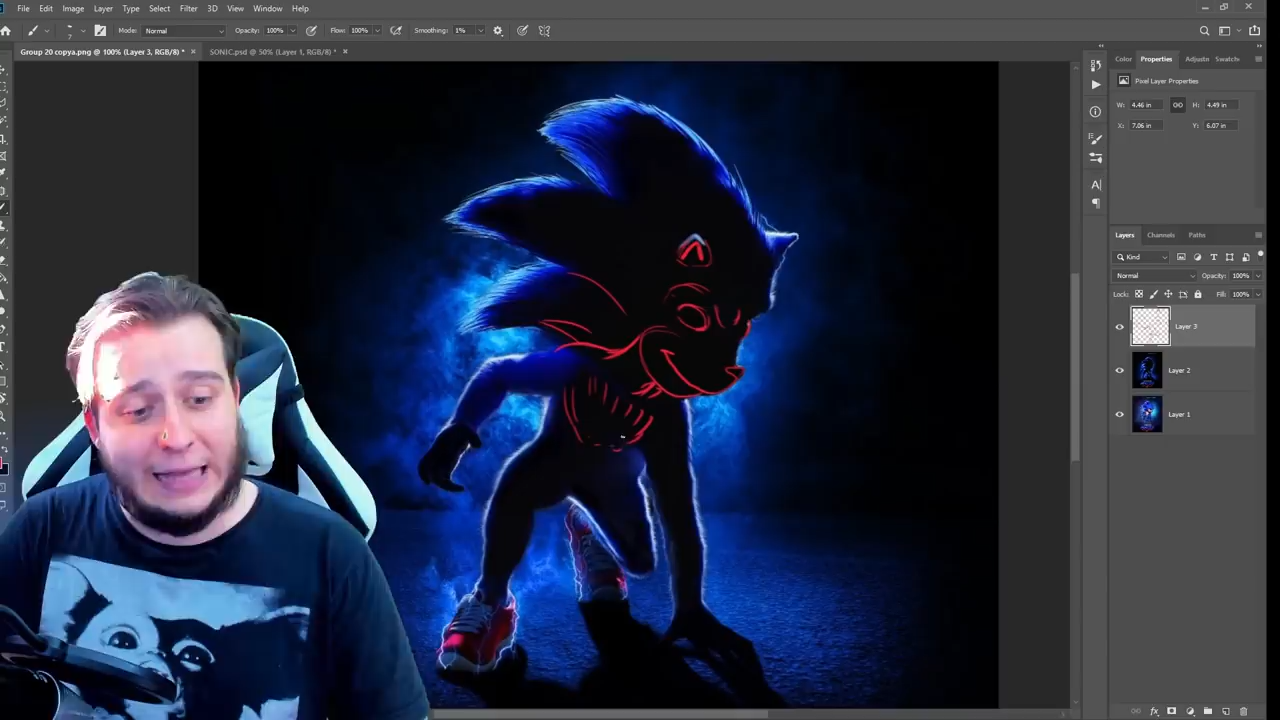 File Edit Image Layer Type Select Filter 3D View Window Help
Mode: Normal Opacity: 100% Flow: 100% Smoothing: 1%
Group 20 copya.png @ 100% (Layer 3, RGB/8) * × SONIC.psd @ 50% (Layer 1, RGB/8) * ×
Color Properties Adjustn Swatch
Pixel Layer Properties
W: 4.46 in H: 4.49 in
X: 7.06 in Y: 6.07 in
Layers Channels Paths
Kind
Normal Opacity: 100%
Lock: Fill: 100%
Layer 3
Layer 2
Layer 1